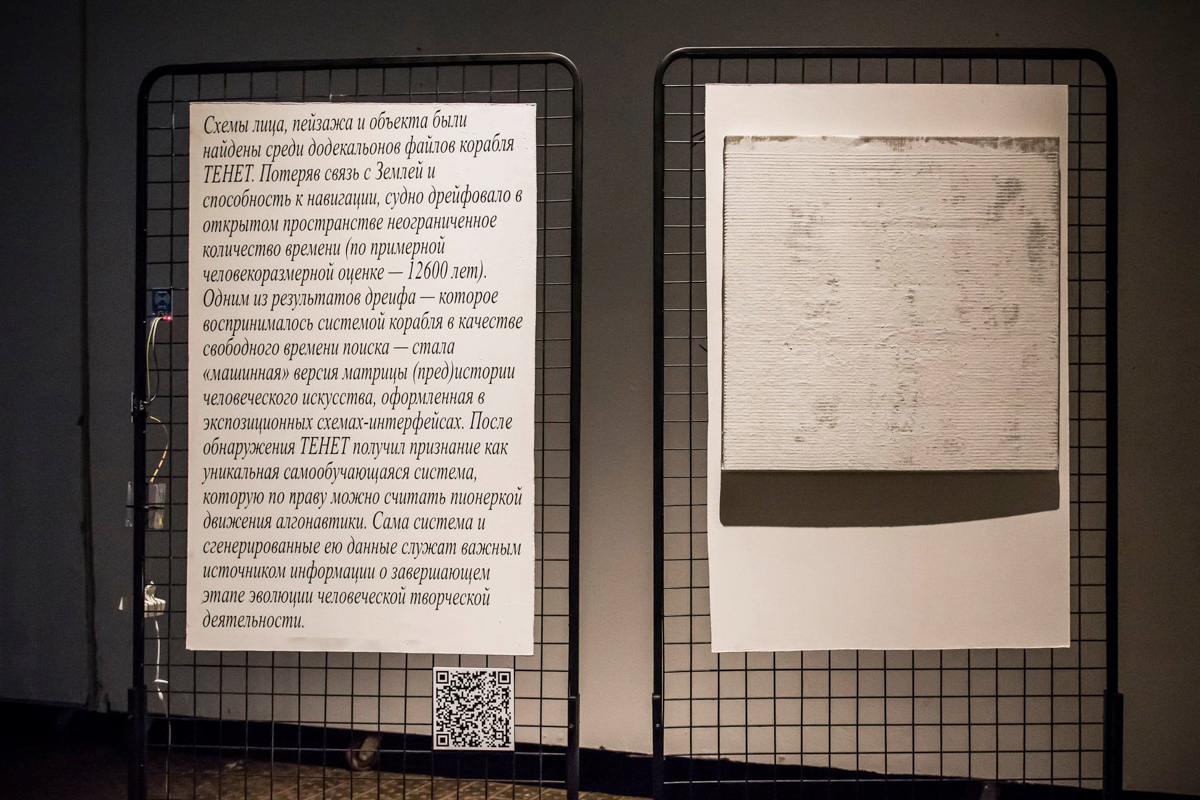 Схемы лица, пейзажа и объекта были
найдены среди додекальонов файлов корабля
ТЕНЕТ. Потеряв связь с Землей и
способность к навигации, судно дрейфовало в
открытом пространстве неограниченное
количество времени (по примерной
человекоразмерной оценке — 12600 лет).
Одним из результатов дреифа — которое
воспринималось системой корабля в качестве
свободного времени поиска — стала
«машинная» версия матрицы (пред)истории
человеческого искусства, оформленная в
экспозиционных схемах-интерфейсах. После
обнаружения ТЕНЕТ получил признание как
уникальная самообучающаяся система,
которую по праву можно считать пионеркой
движения алгонавтики. Сама система и
сгенерированные ею данные служат важным
источником информации о завершающем
этапе эволюции человеческой творческой
деятельности.